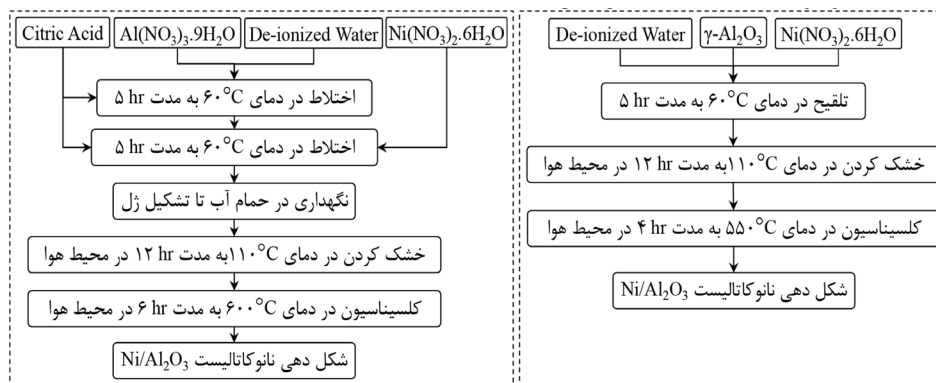 Citric Acid
Al(NO3)3.9H2O
De-ionized Water
Ni(NO3)2.6H2O
اختلاط در دمای ۶۰°C به مدت ۵ hr
اختلاط در دمای ۶۰°C به مدت ۵ hr
نگهداری در حمام آب تا تشکیل ژل
خشک کردن در دمای ۱۱۰°C به مدت ۱۲ hr در محیط هوا
کلسیناسیون در دمای ۶۰۰°C به مدت ۶ hr در محیط هوا
شکل دهی نانوکاتالیست Ni/Al2O3
De-ionized Water
γ-Al2O3
Ni(NO3)2.6H2O
تلقیح در دمای ۶۰°C به مدت ۵ hr
خشک کردن در دمای ۱۱۰°C به مدت ۱۲ hr در محیط هوا
کلسیناسیون در دمای ۵۵۰°C به مدت ۴ hr در محیط هوا
شکل دهی نانوکاتالیست Ni/Al2O3